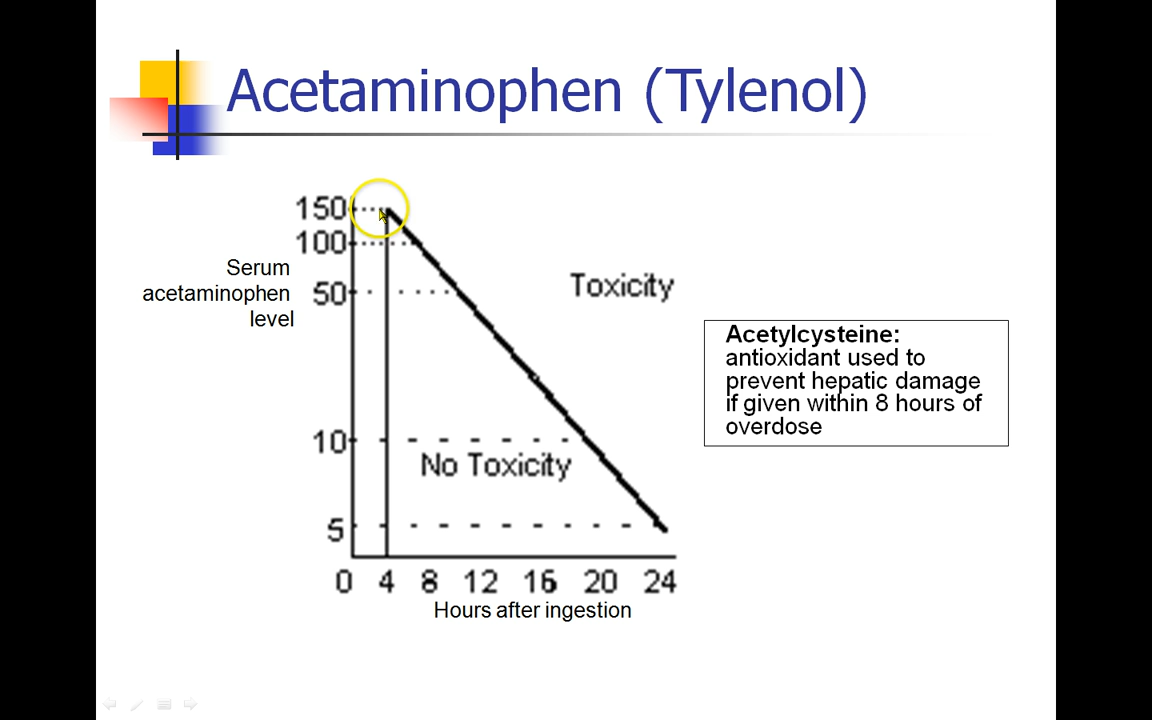 Acetaminophen (Tylenol)
150
100
Serum
acetaminophen
level
50
Toxicity
Acetylcysteine:
antioxidant used to
prevent hepatic damage
if given within 8 hours of
overdose
10
No Toxicity
5
0 4 8 12 16 20 24
Hours after ingestion